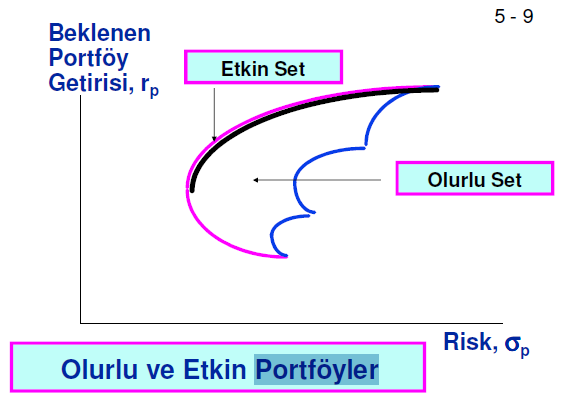 5 - 9
Beklenen
Portföy
Getirisi, rp
Etkin Set
Olurlu Set
Risk, σp
Olurlu ve Etkin Portföyler